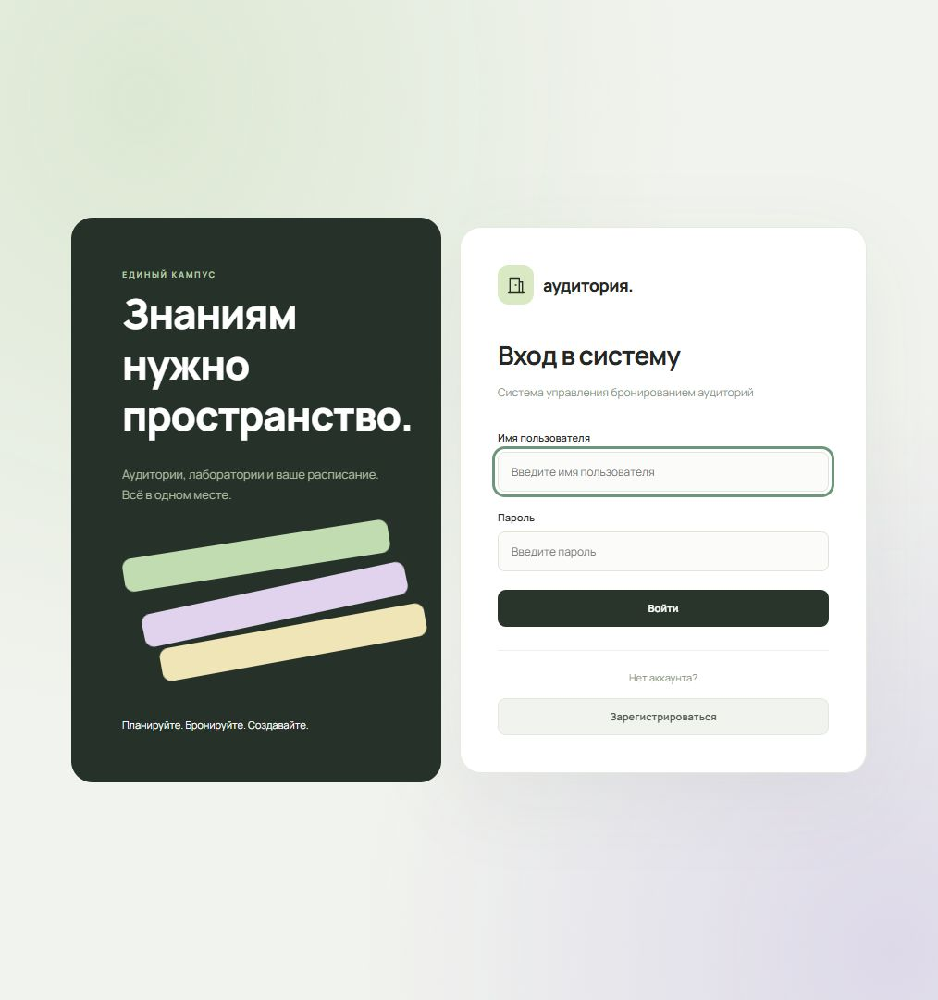 ЕДИНЫЙ КАМПУС
Знаниям
нужно
пространство.
Аудитории, лаборатории и ваше расписание.
Всё в одном месте.
Планируйте. Бронируйте. Создавайте.
аудитория.
Вход в систему
Система управления бронированием аудиторий
Имя пользователя
Введите имя пользователя
Пароль
Введите пароль
Войти
Нет аккаунта?
Зарегистрироваться